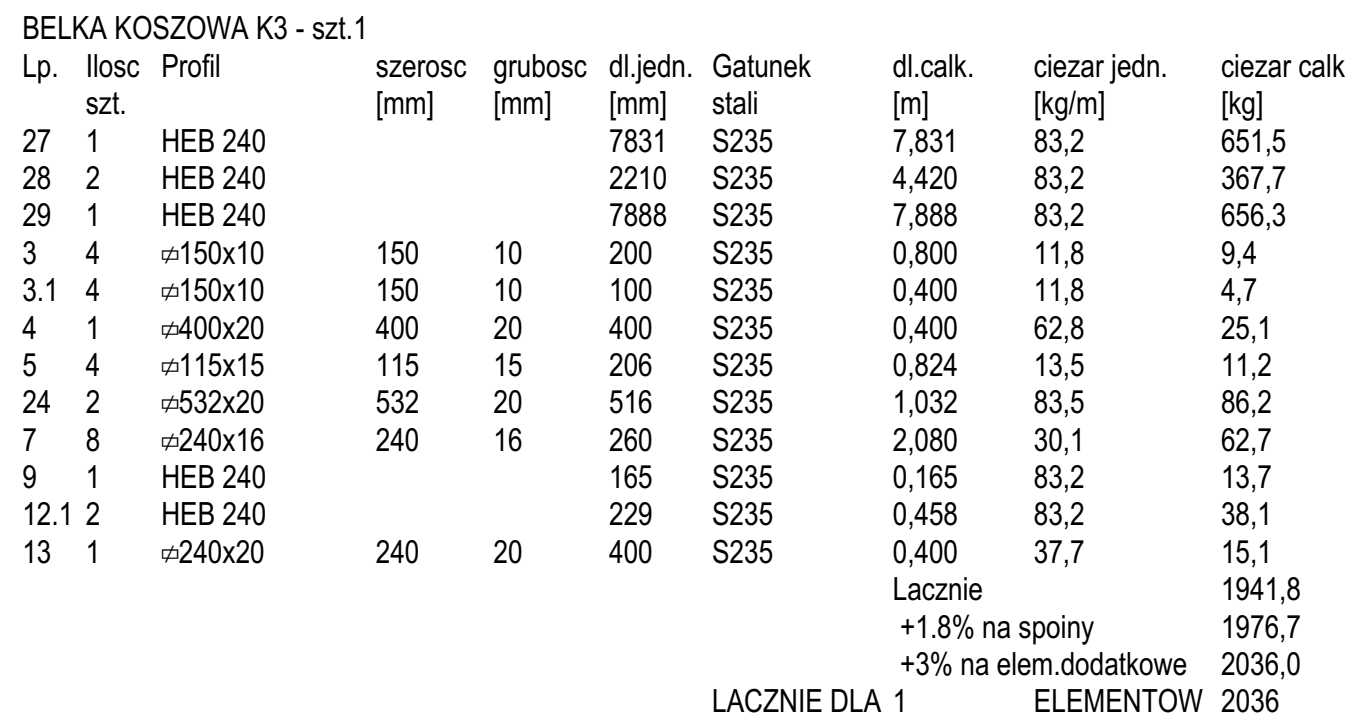 BELKA KOSZOWA K3 - szt.1
Lp. Ilosc Profil szerosc grubosc dl.jedn. Gatunek dl.calk. ciezar jedn. ciezar calk
szt. [mm] [mm] [mm] stali [m] [kg/m] [kg]
27 1 HEB 240 7831 S235 7,831 83,2 651,5
28 2 HEB 240 2210 S235 4,420 83,2 367,7
29 1 HEB 240 7888 S235 7,888 83,2 656,3
3 4 ⏥150x10 150 10 200 S235 0,800 11,8 9,4
3.1 4 ⏥150x10 150 10 100 S235 0,400 11,8 4,7
4 1 ⏥400x20 400 20 400 S235 0,400 62,8 25,1
5 4 ⏥115x15 115 15 206 S235 0,824 13,5 11,2
24 2 ⏥532x20 532 20 516 S235 1,032 83,5 86,2
7 8 ⏥240x16 240 16 260 S235 2,080 30,1 62,7
9 1 HEB 240 165 S235 0,165 83,2 13,7
12.1 2 HEB 240 229 S235 0,458 83,2 38,1
13 1 ⏥240x20 240 20 400 S235 0,400 37,7 15,1
Lacznie 1941,8
+1.8% na spoiny 1976,7
+3% na elem.dodatkowe 2036,0
LACZNIE DLA 1 ELEMENTOW 2036